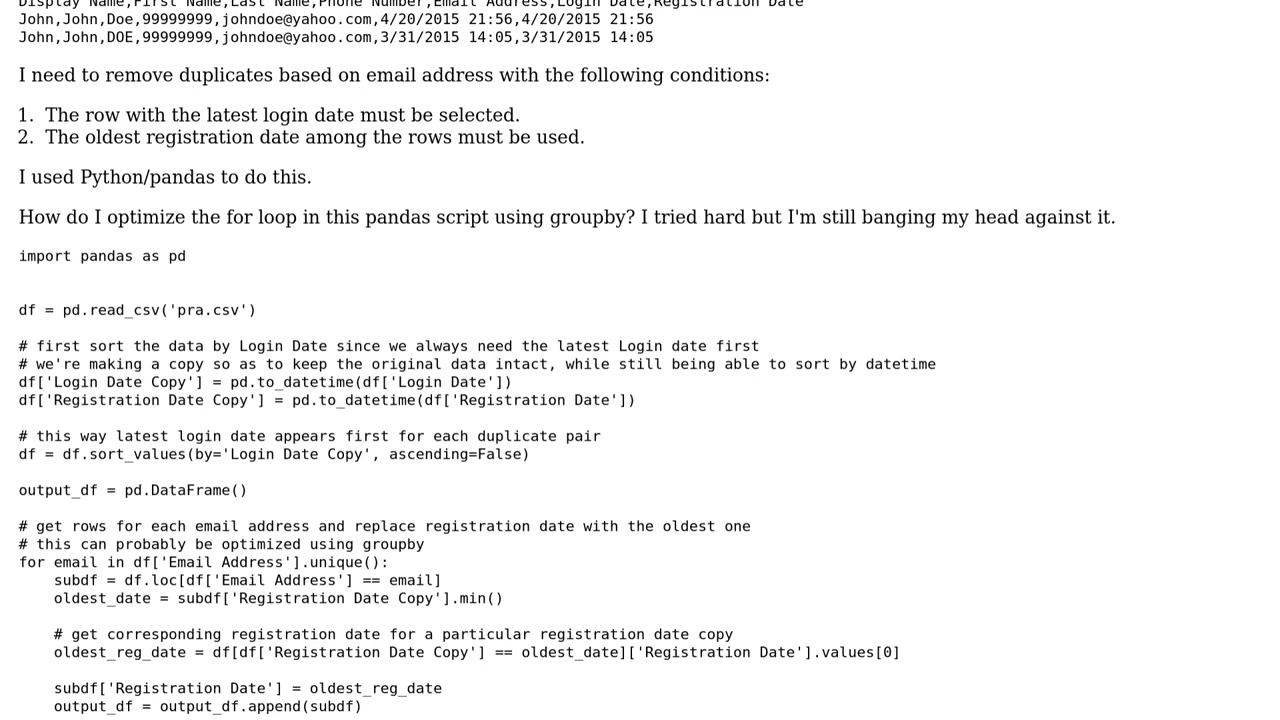 Display Name,First Name,Last Name,Phone Number,Email Address,Login Date,Registration Date
John,John,Doe,99999999,johndoe@yahoo.com,4/20/2015 21:56,4/20/2015 21:56
John,John,DOE,99999999,johndoe@yahoo.com,3/31/2015 14:05,3/31/2015 14:05
I need to remove duplicates based on email address with the following conditions:
1. The row with the latest login date must be selected.
2. The oldest registration date among the rows must be used.
I used Python/pandas to do this.
How do I optimize the for loop in this pandas script using groupby? I tried hard but I'm still banging my head against it.
import pandas as pd
df = pd.read_csv('pra.csv')
# first sort the data by Login Date since we always need the latest Login date first
# we're making a copy so as to keep the original data intact, while still being able to sort by datetime
df['Login Date Copy'] = pd.to_datetime(df['Login Date'])
df['Registration Date Copy'] = pd.to_datetime(df['Registration Date'])
# this way latest login date appears first for each duplicate pair
df = df.sort_values(by='Login Date Copy', ascending=False)
output_df = pd.DataFrame()
# get rows for each email address and replace registration date with the oldest one
# this can probably be optimized using groupby
for email in df['Email Address'].unique():
    subdf = df.loc[df['Email Address'] == email]
    oldest_date = subdf['Registration Date Copy'].min()
    # get corresponding registration date for a particular registration date copy
    oldest_reg_date = df[df['Registration Date Copy'] == oldest_date]['Registration Date'].values[0]
    subdf['Registration Date'] = oldest_reg_date
    output_df = output_df.append(subdf)